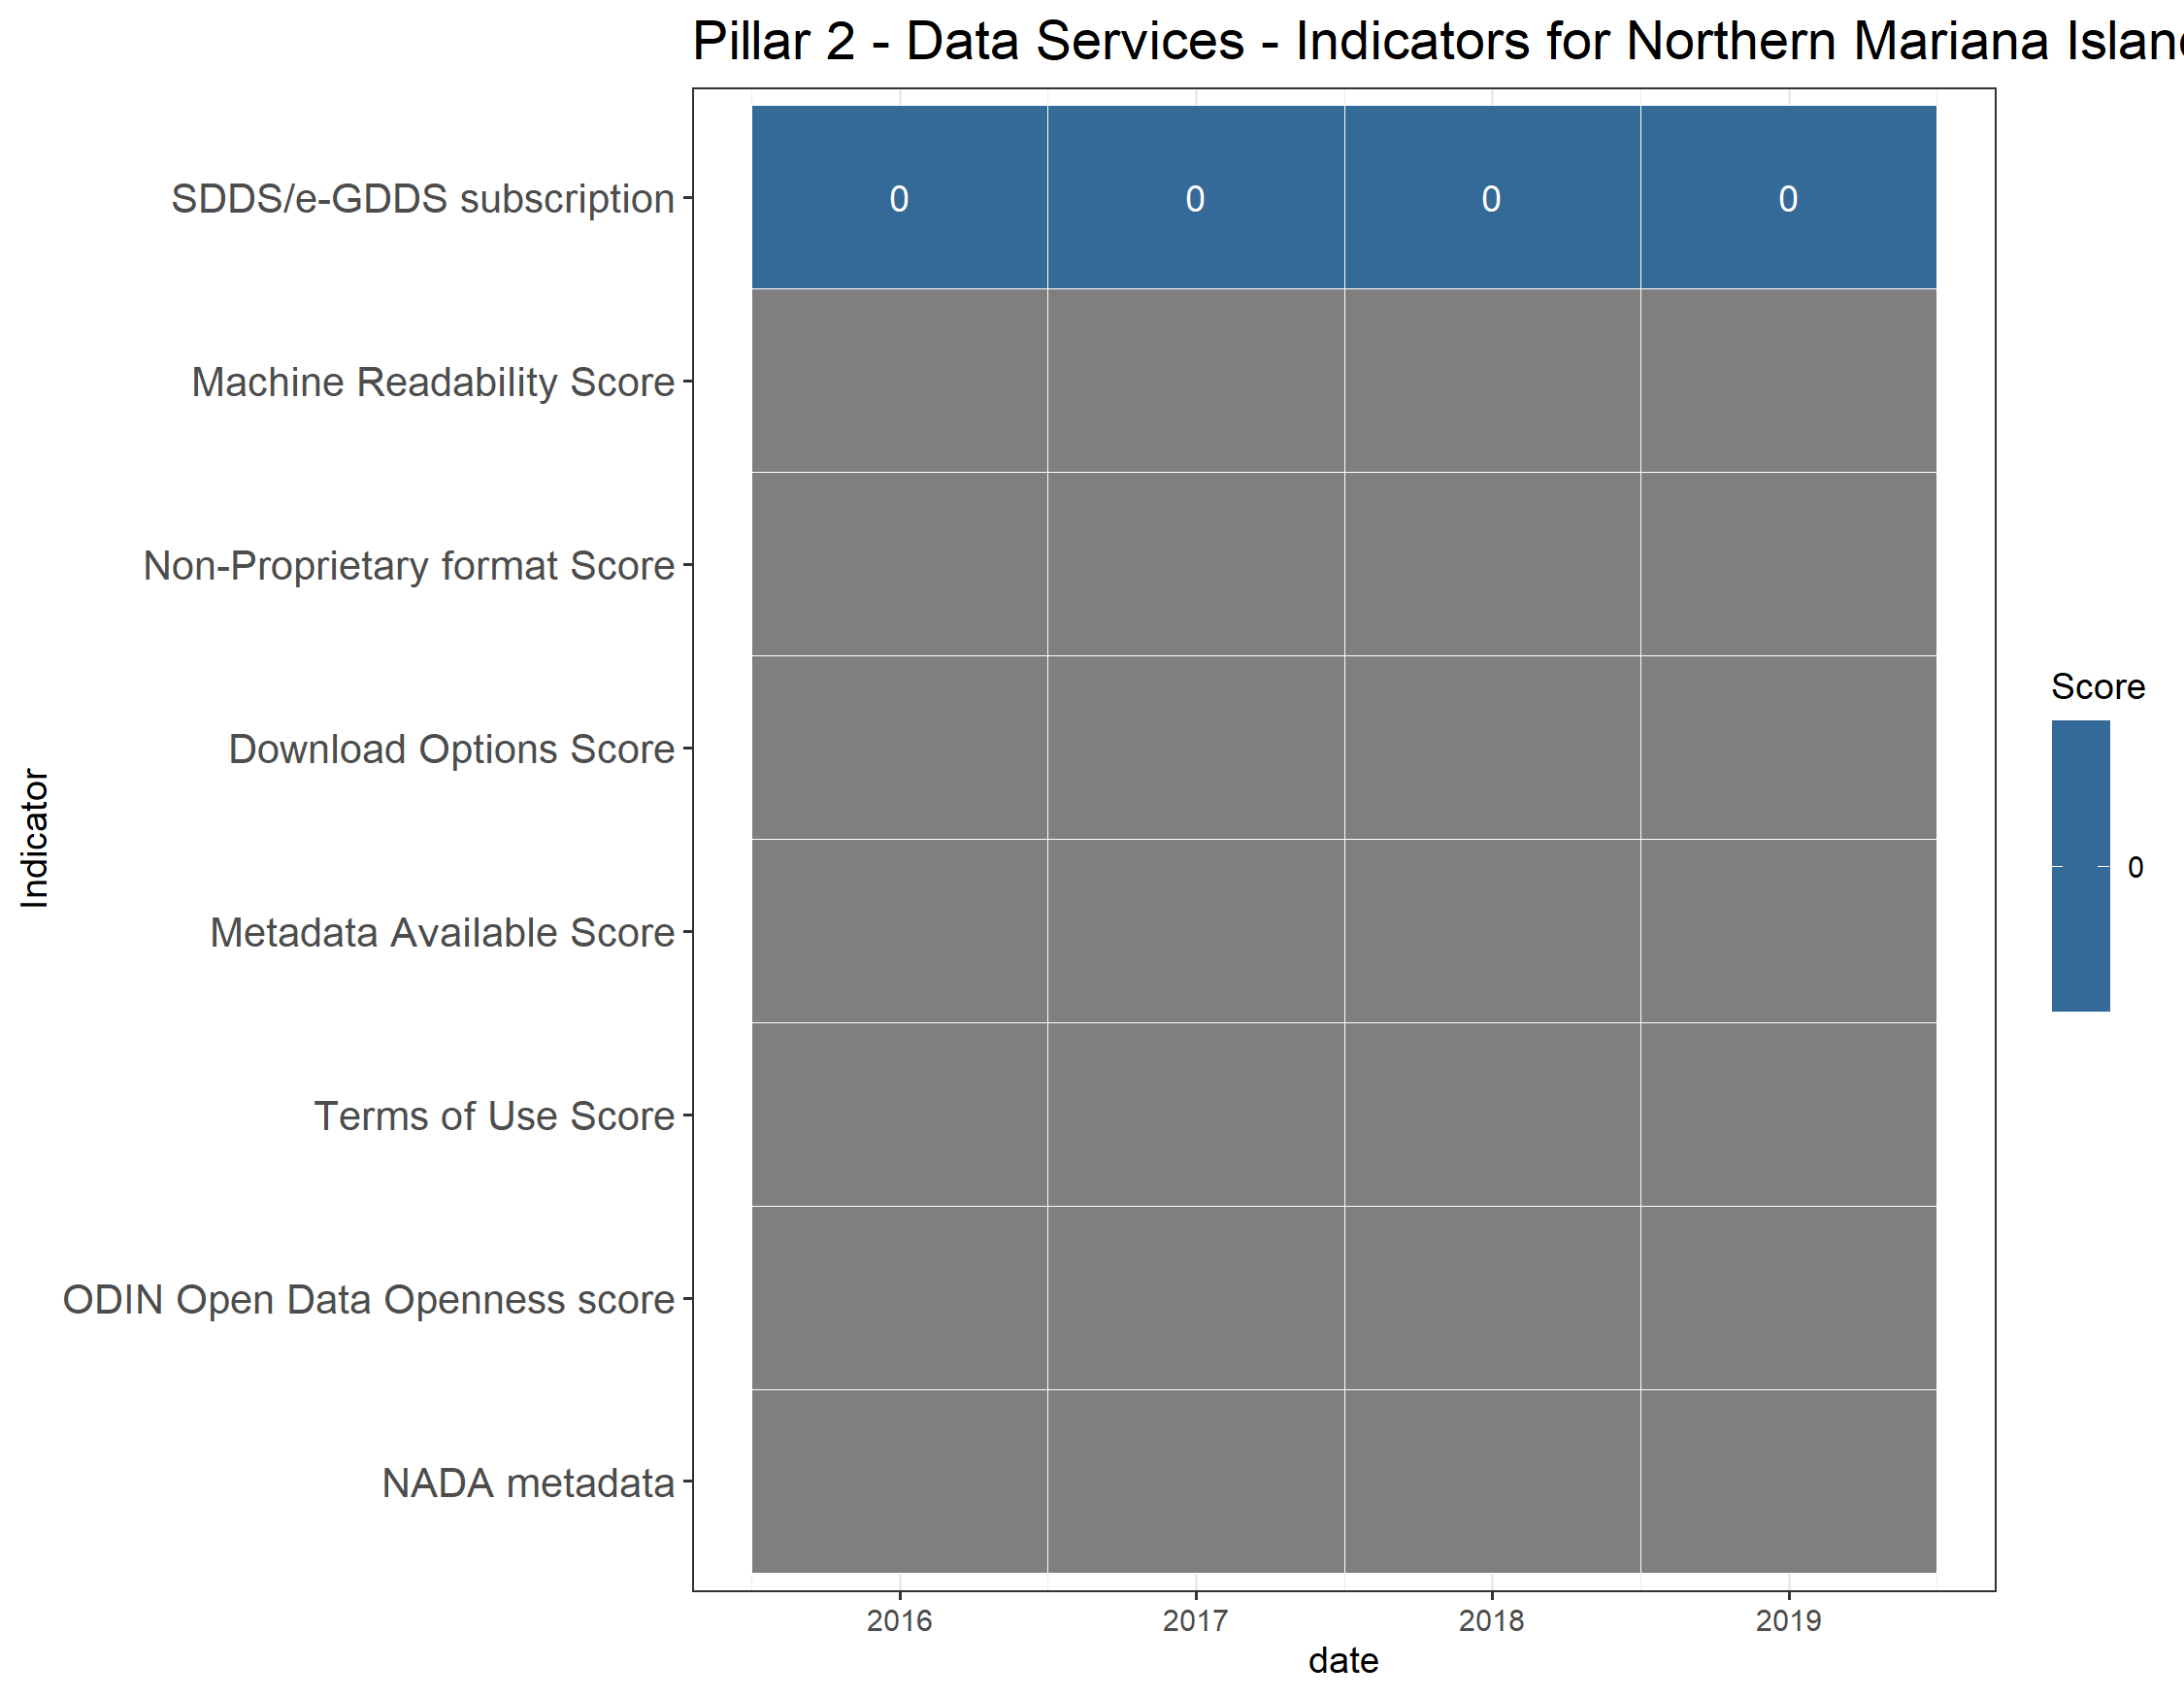 Pillar 2 - Data Services - Indicators for Northern Mariana
SDDS/e-GDDS subscription
0 0 0 0
Machine Readability Score
Non-Proprietary format Score
Download Options Score
Metadata Available Score
Terms of Use Score
ODIN Open Data Openness score
NADA metadata
Indicator
2016 2017 2018 2019
date
Score
0